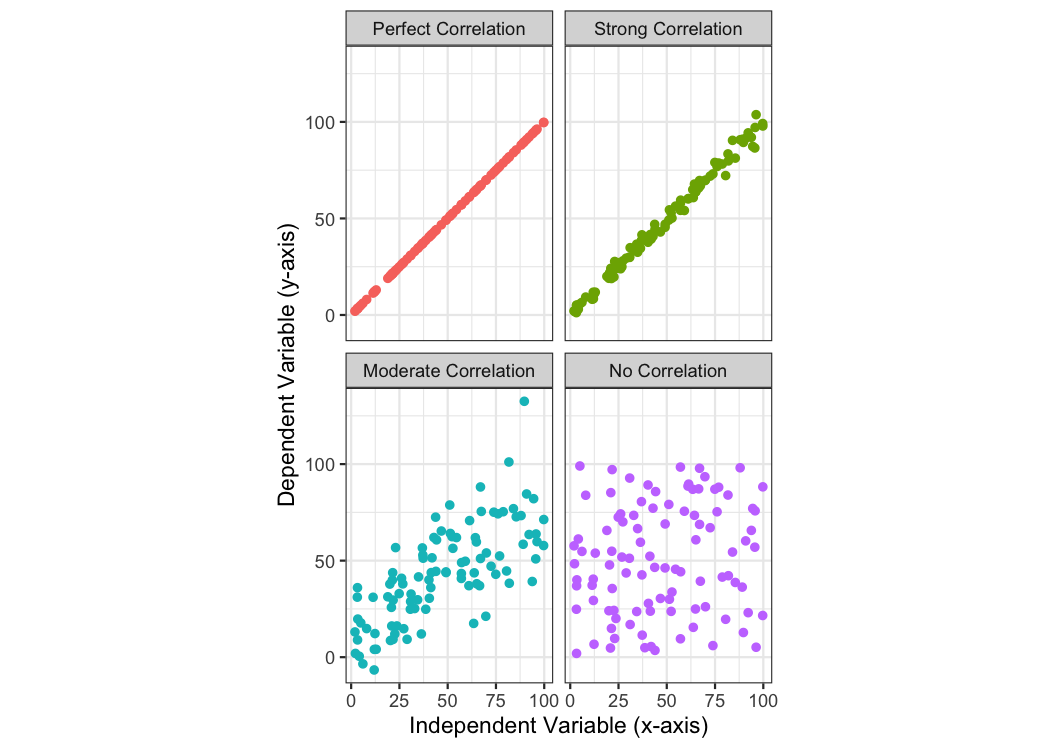 Perfect Correlation
Strong Correlation
100
50
0
Moderate Correlation
No Correlation
100
50
0
0 25 50 75 100
0 25 50 75 100
Independent Variable (x-axis)
Dependent Variable (y-axis)